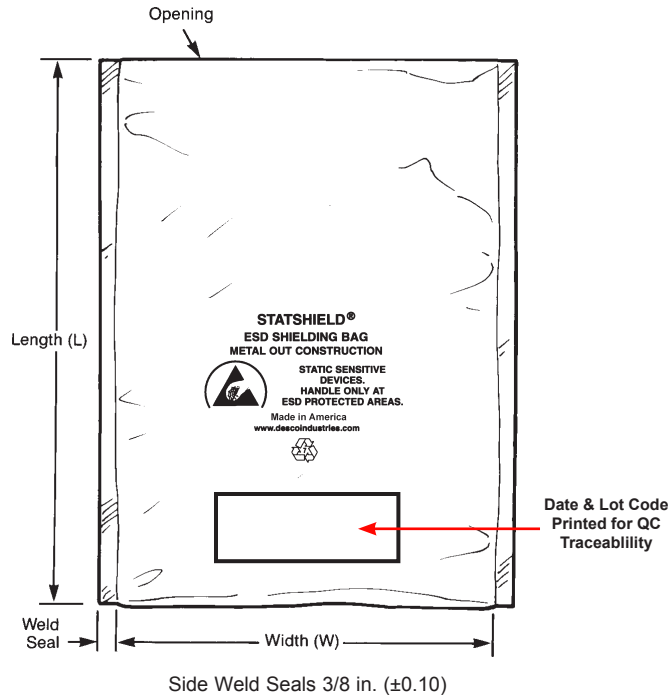 Opening
Length (L)
STATSHIELD®
ESD SHIELDING BAG
METAL OUT CONSTRUCTION
STATIC SENSITIVE
DEVICES.
HANDLE ONLY AT
ESD PROTECTED AREAS.
Made in America
www.descoindustries.com
Date & Lot Code
Printed for QC
Traceablility
Weld
Seal
Width (W)
Side Weld Seals 3/8 in. (±0.10)